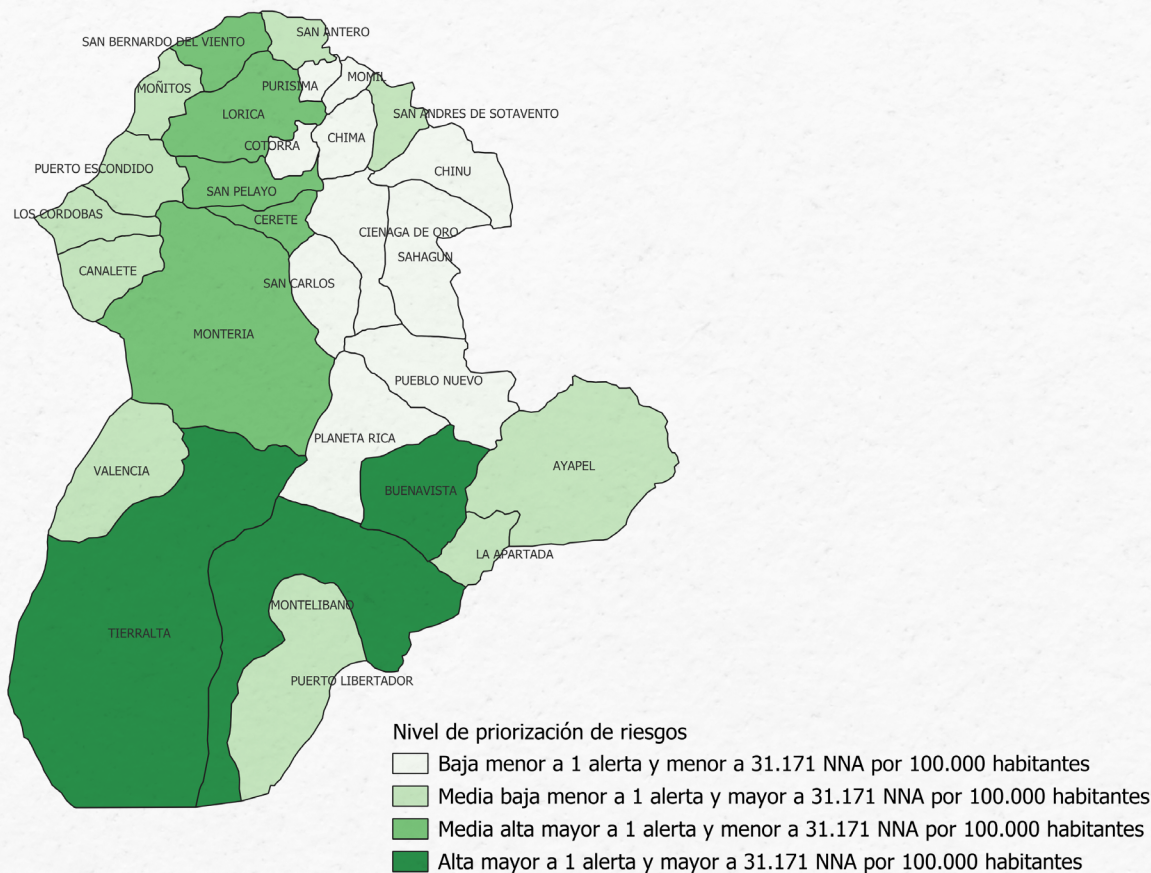 SAN ANTERO
SAN BERNARDO DEL VIENTO
MOMIL
PURISIMA
MOÑITOS
LORICA
SAN ANDRES DE SOTAVENTO
CHIMA
COTORRA
PUERTO ESCONDIDO
CHINU
SAN PELAYO
LOS CORDOBAS
CERETE
CIENAGA DE ORO
SAHAGUN
CANALETE
SAN CARLOS
MONTERIA
PUEBLO NUEVO
PLANETA RICA
AYAPEL
VALENCIA
BUENAVISTA
LA APARTADA
MONTELIBANO
TIERRALTA
PUERTO LIBERTADOR
Nivel de priorización de riesgos
Baja menor a 1 alerta y menor a 31.171 NNA por 100.000 habitantes
Media baja menor a 1 alerta y mayor a 31.171 NNA por 100.000 habitantes
Media alta mayor a 1 alerta y menor a 31.171 NNA por 100.000 habitantes
Alta mayor a 1 alerta y mayor a 31.171 NNA por 100.000 habitantes